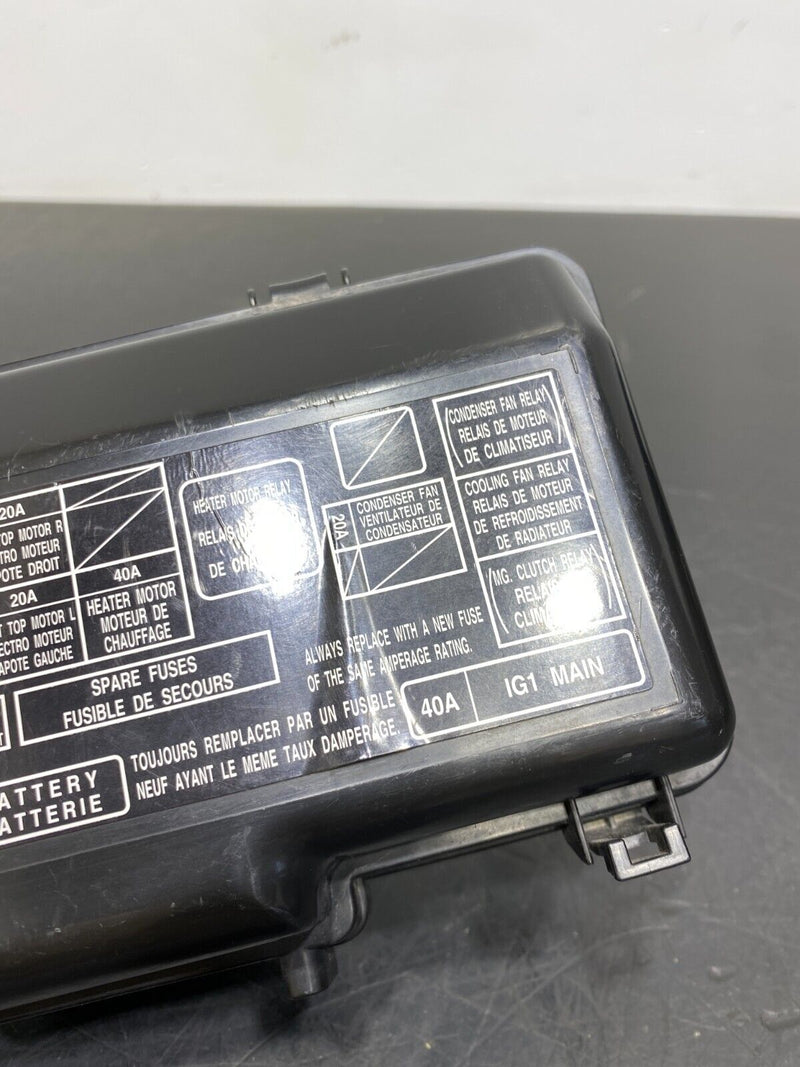 20A
TOP MOTOR R
CTRO MOTEUR
POTE DROIT
20A
T TOP MOTOR L
ECTRO MOTEUR
APOTE GAUCHE
40A
HEATER MOTOR
MOTEUR DE
CHAUFFAGE
HEATER MOTOR RELAY
RELAIS
DE
20A
CONDENSER FAN
VENTILATEUR DE
CONDENSATEUR
(CONDENSER FAN RELAY
RELAIS DE MOTEUR
DE CLIMATISEUR)
COOLING FAN RELAY
RELAIS DE MOTEUR
DE REFROIDISSEMENT
DE RADIATEUR
(MG. CLUTCH RELAY
SPARE FUSES
FUSIBLE DE SECOURS
ALWAYS REPLACE WITH A NEW FUSE
OF THE SAME AMPERAGE RATING.
40A
IG1 MAIN
ATTERY
ATTERIE
TOUJOURS REMPLACER PAR UN FUSIBLE
NEUF AYANT LE MEME TAUX DAMPERAGE.